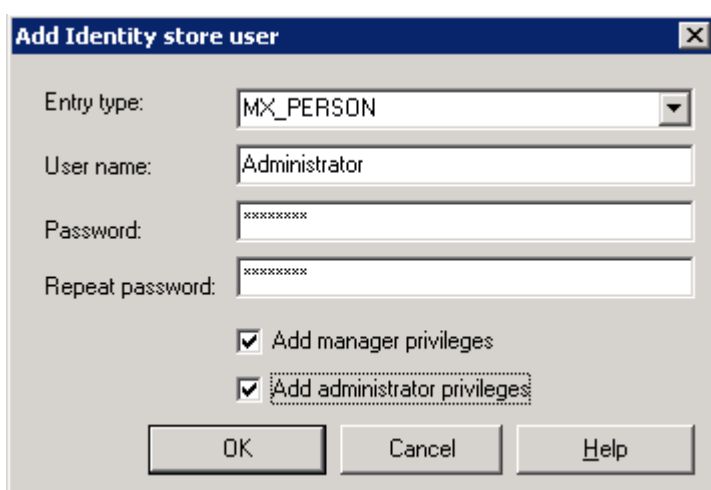 Add Identity store user
Entry type: MX_PERSON
User name: Administrator
Password: ********
Repeat password: ********
Add manager privileges
Add administrator privileges
OK Cancel Help